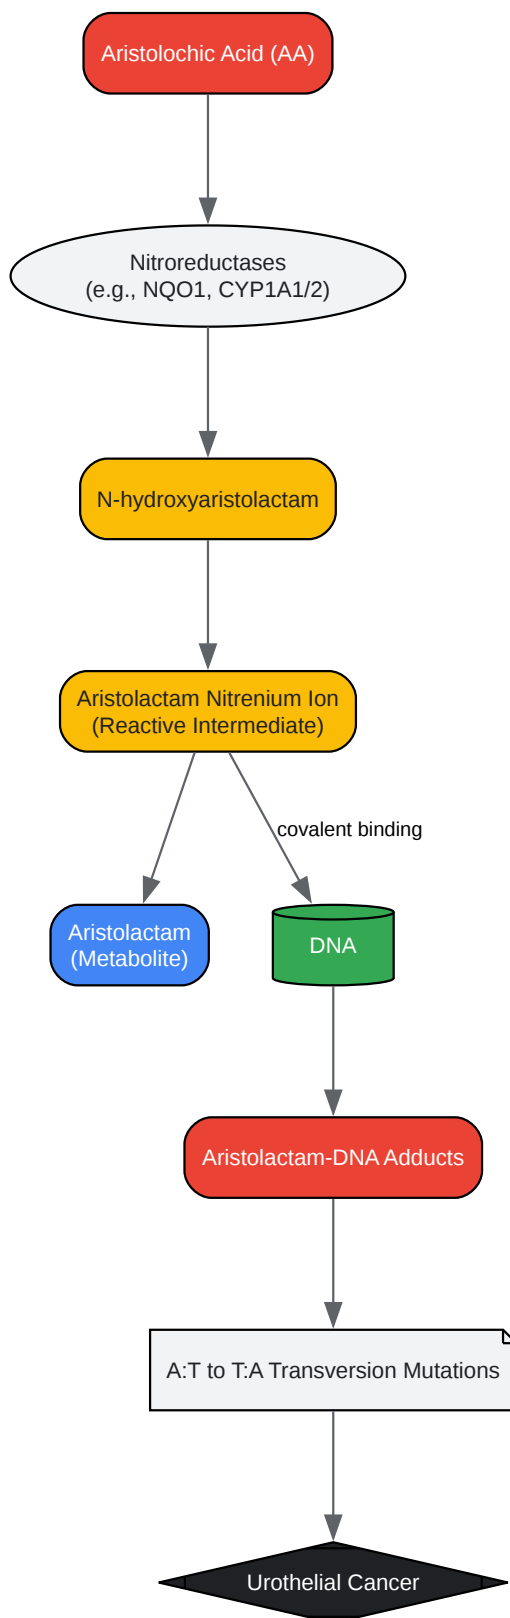 Aristolochic Acid (AA)
Nitroreductases
(e.g., NQO1, CYP1A1/2)
N-hydroxyaristolactam
Aristolactam Nitrenium Ion
(Reactive Intermediate)
covalent binding
Aristolactam
(Metabolite)
DNA
Aristolactam-DNA Adducts
A:T to T:A Transversion Mutations
Urothelial Cancer